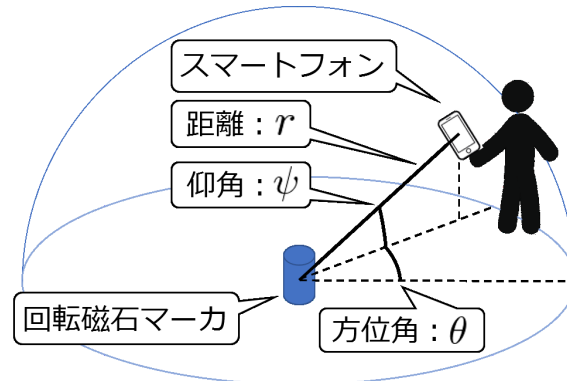 スマートフォン
距離：r
仰角：ψ
回転磁石マーカ
方位角：θ